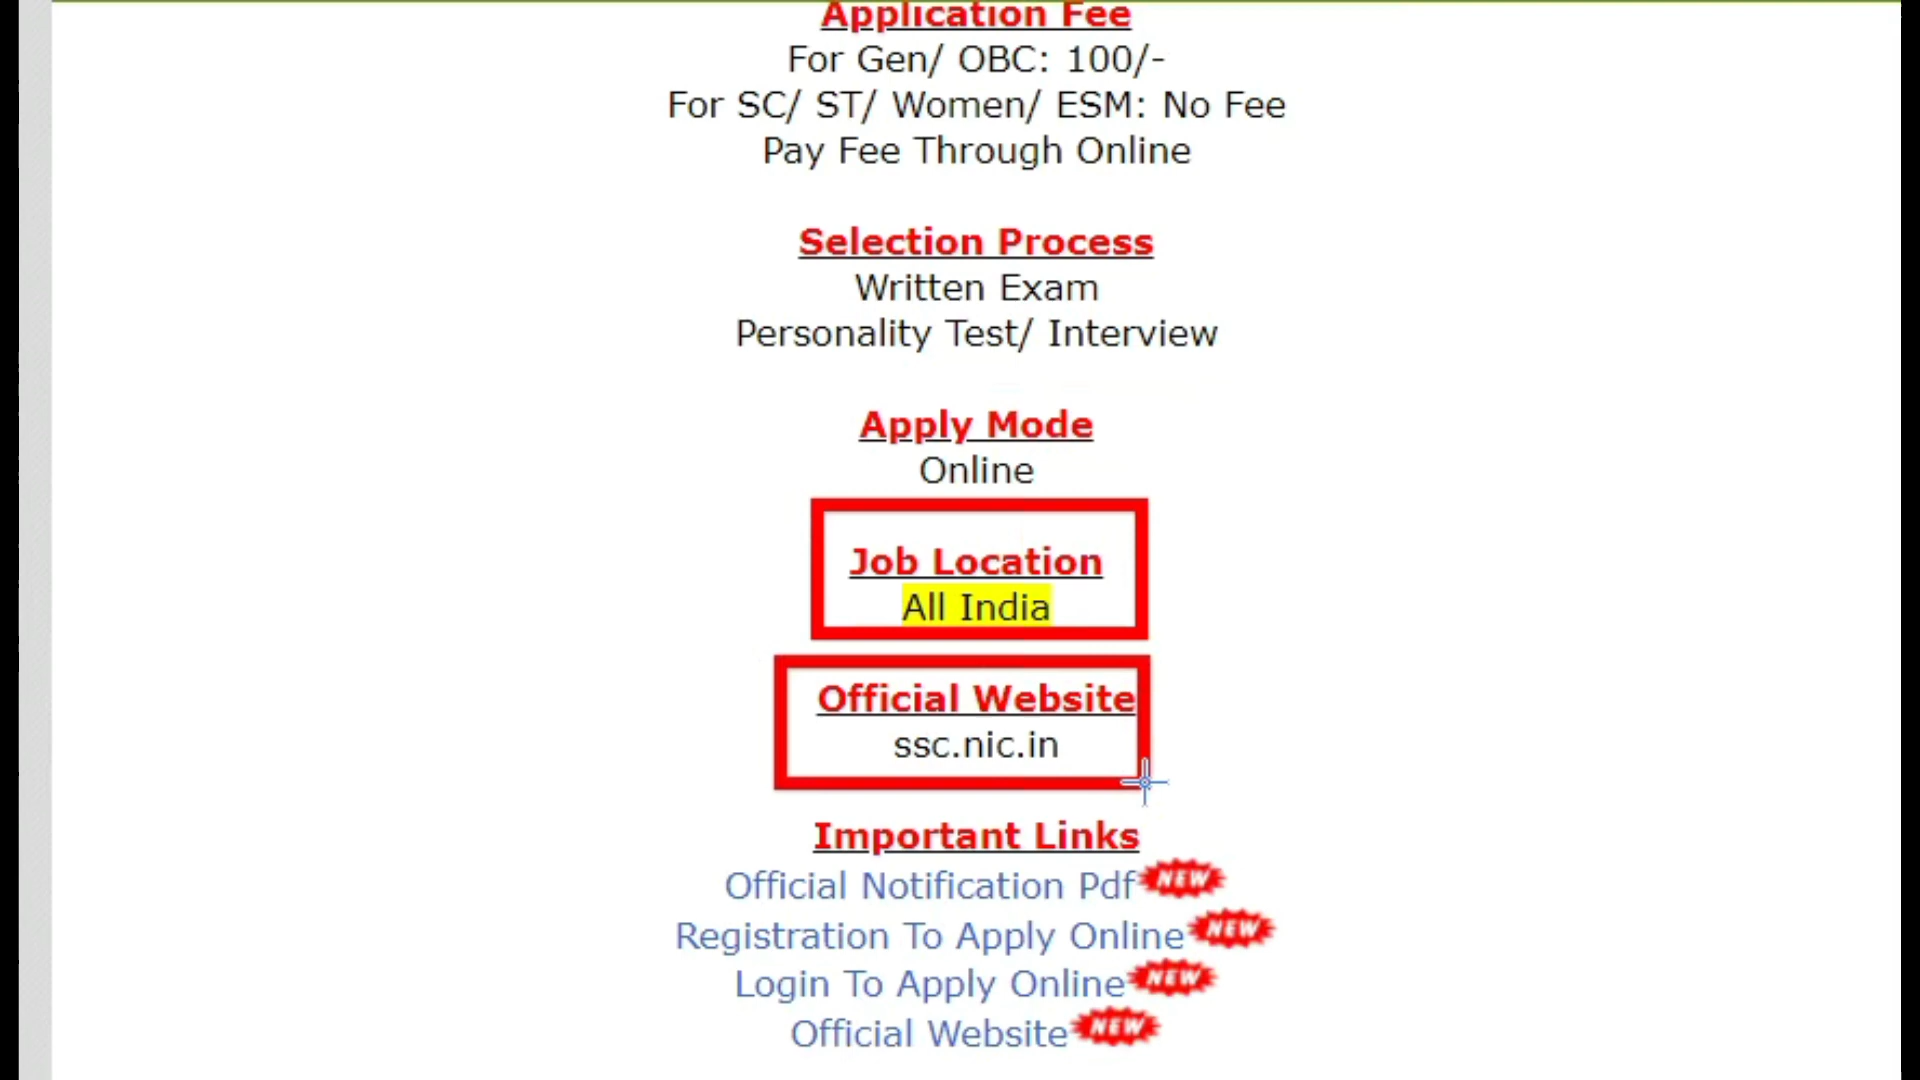 Application Fee
For Gen/ OBC: 100/-
For SC/ ST/ Women/ ESM: No Fee
Pay Fee Through Online
Selection Process
Written Exam
Personality Test/ Interview
Apply Mode
Online
Job Location
All India
Official Website
ssc.nic.in
Important Links
Official Notification Pdf NEW
Registration To Apply Online NEW
Login To Apply Online NEW
Official Website NEW